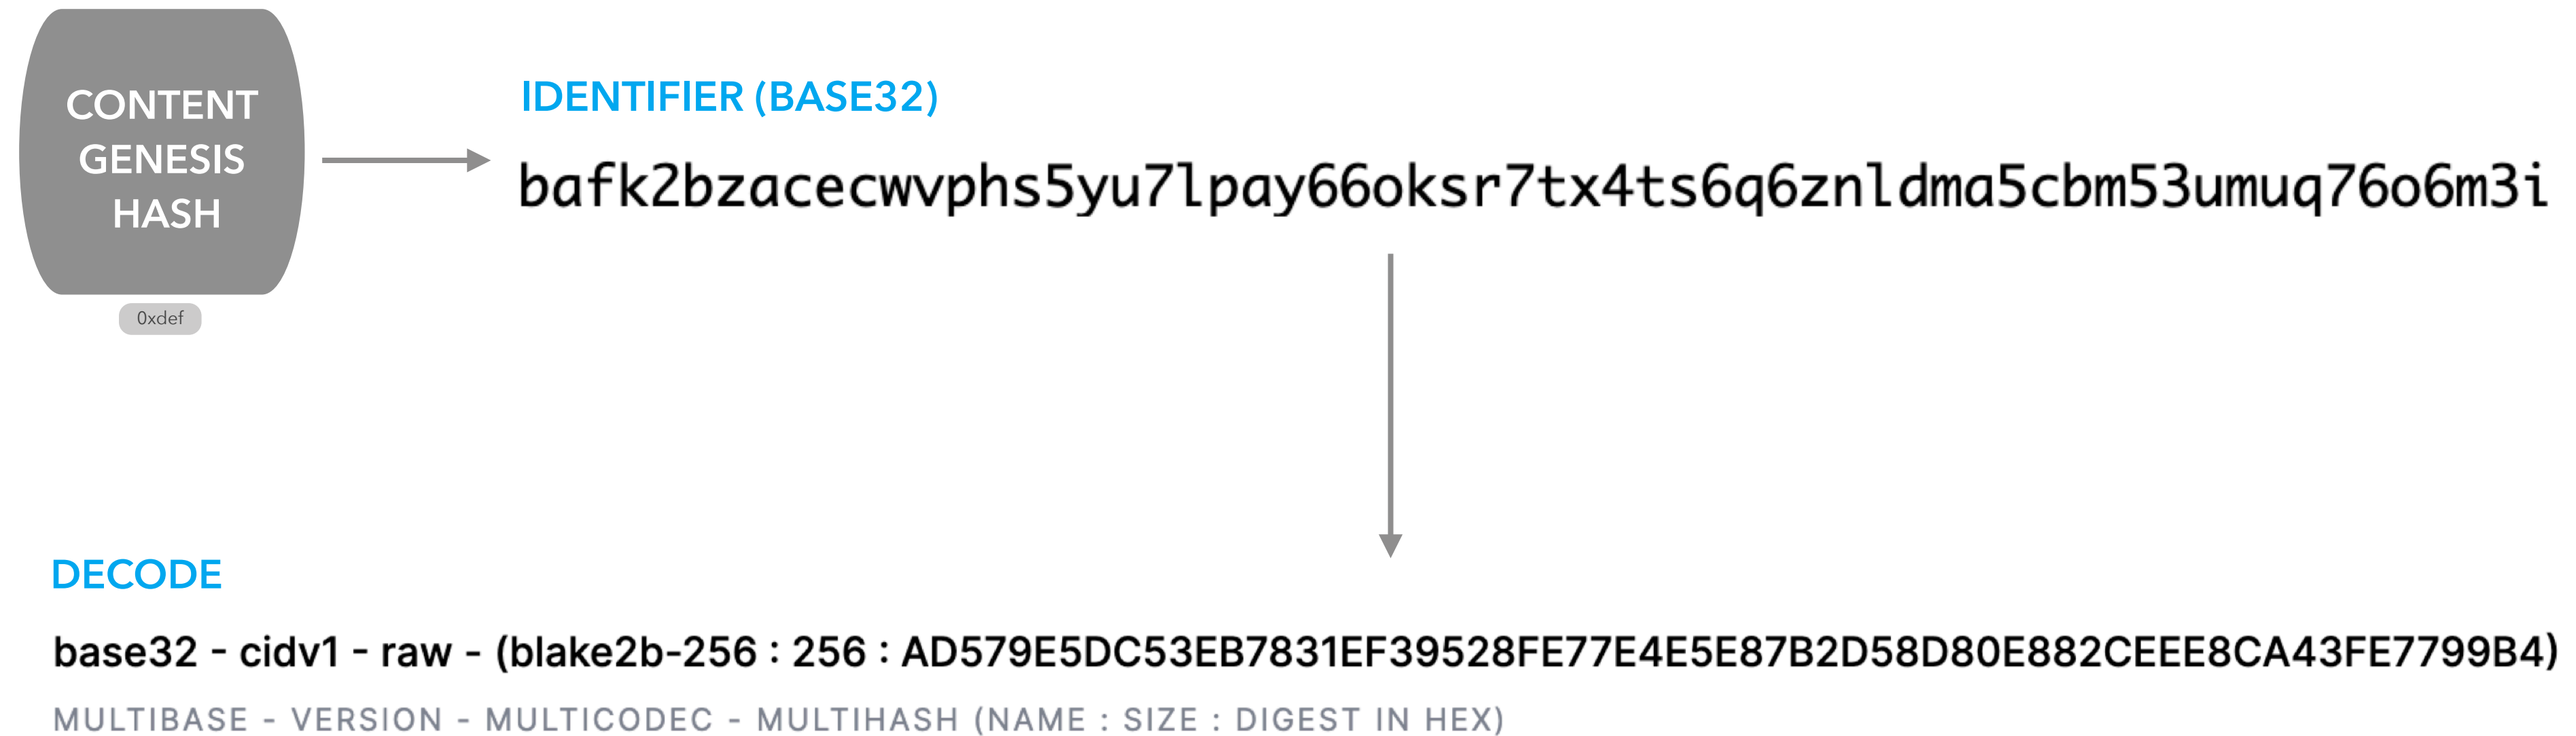 CONTENT
GENESIS
HASH
0xdef
IDENTIFIER (BASE32)
bafk2bzacecwvphs5yu7lpay66oksr7tx4ts6q6znldma5cbm53umuq76o6m3i
DECODE
base32 - cidv1 - raw - (blake2b-256 : 256 : AD579E5DC53EB7831EF39528FE77E4E5E87B2D58D80E882CEEE8CA43FE7799B4)
MULTIBASE - VERSION - MULTICODEC - MULTIHASH (NAME : SIZE : DIGEST IN HEX)